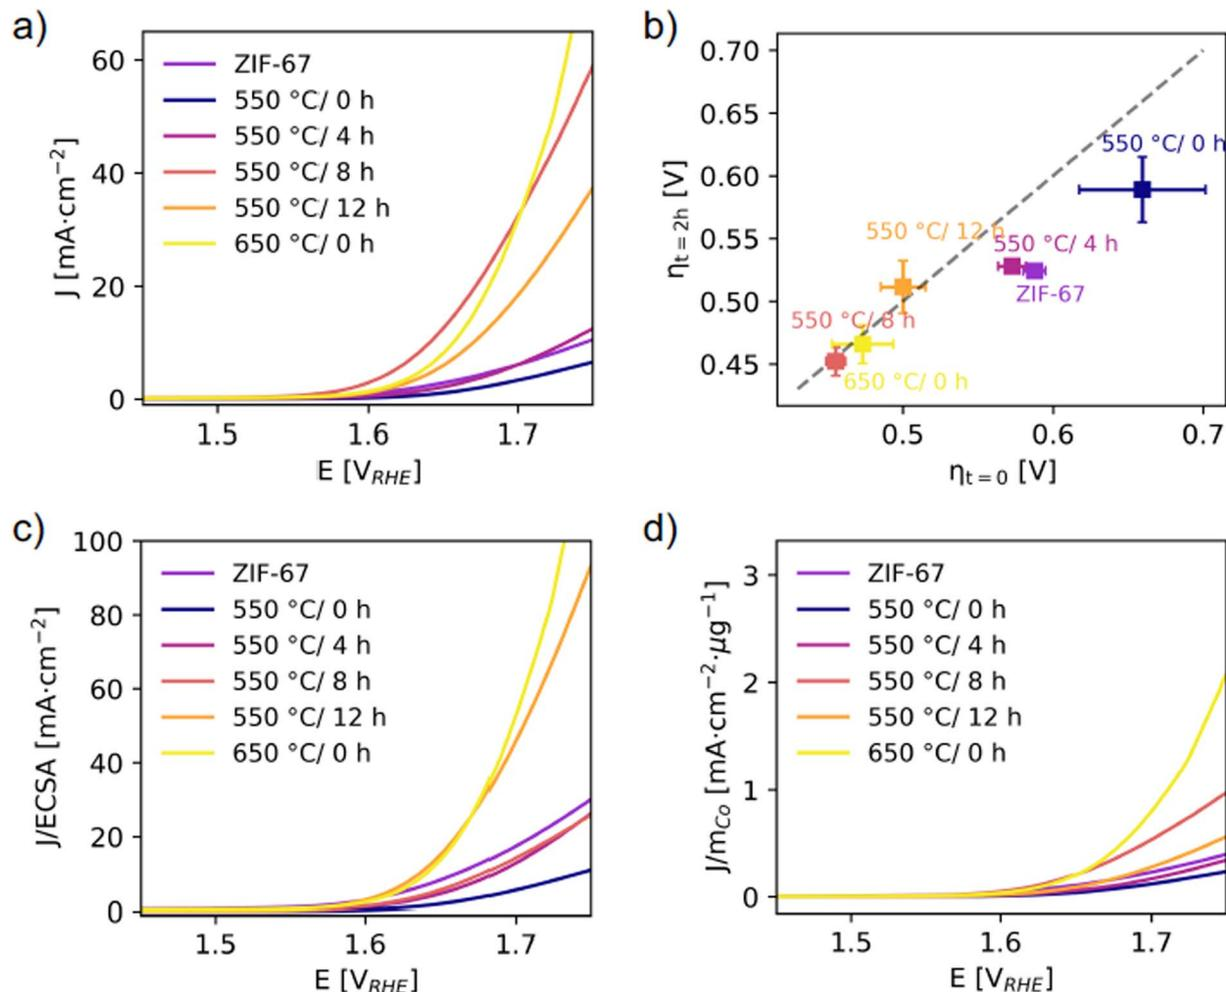 a)
60
40
20
0
J [mA·cm⁻²]
ZIF-67
550 °C/ 0 h
550 °C/ 4 h
550 °C/ 8 h
550 °C/ 12 h
650 °C/ 0 h
1.5 1.6 1.7
E [V_RHE]
b)
0.70
0.65
0.60
0.55
0.50
0.45
η_t = 2h [V]
550 °C/ 0 h
550 °C/ 12 h
550 °C/ 4 h
ZIF-67
550 °C/ 8 h
650 °C/ 0 h
0.5 0.6 0.7
η_t = 0 [V]
c)
100
80
60
40
20
0
J/ECSA [mA·cm⁻²]
ZIF-67
550 °C/ 0 h
550 °C/ 4 h
550 °C/ 8 h
550 °C/ 12 h
650 °C/ 0 h
1.5 1.6 1.7
E [V_RHE]
d)
3
2
1
0
J/m_Co [mA·cm⁻²·μg⁻¹]
ZIF-67
550 °C/ 0 h
550 °C/ 4 h
550 °C/ 8 h
550 °C/ 12 h
650 °C/ 0 h
1.5 1.6 1.7
E [V_RHE]